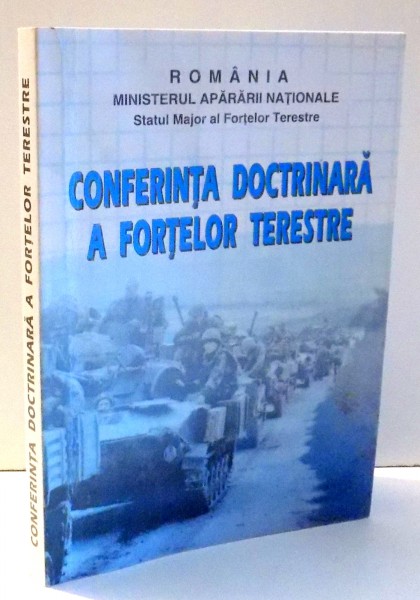 ROMÂNIA
MINISTERUL APĂRĂRII NAȚIONALE
Statul Major al Forțelor Terestre
CONFERINȚA DOCTRINARĂ
A FORȚELOR TERESTRE
CONFERINȚA DOCTRINARĂ A FORȚELOR TERESTRE